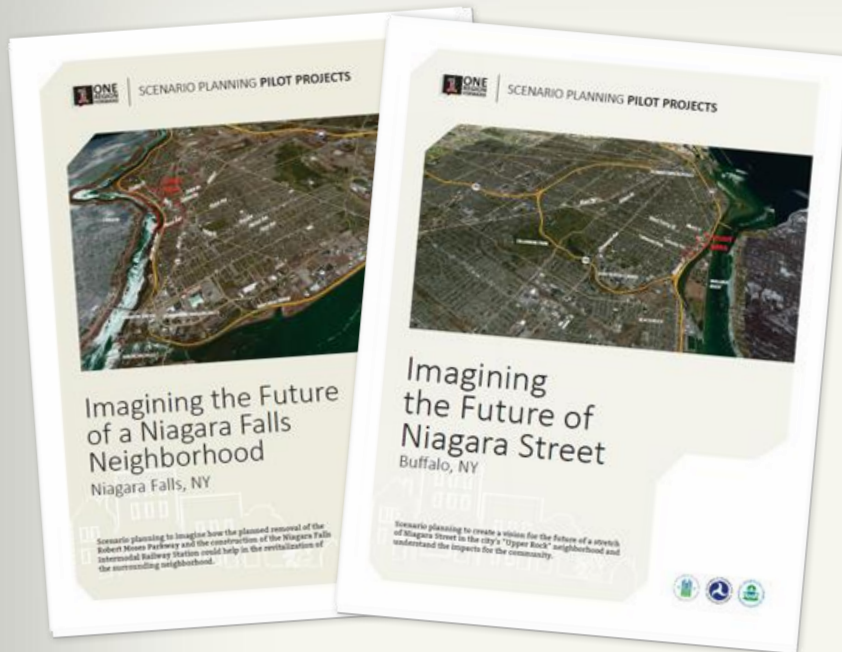 ONE
REGION
FORWARD
SCENARIO PLANNING PILOT PROJECTS
Imagining the Future
of a Niagara Falls
Neighborhood
Niagara Falls, NY
Scenario planning to imagine how the planned removal of the
Robert Moses Parkway and the construction of the Niagara Falls
Intermodal Railway Station could help in the revitalization of
the surrounding neighborhood.
ONE
REGION
FORWARD
SCENARIO PLANNING PILOT PROJECTS
Imagining
the Future of
Niagara Street
Buffalo, NY
Scenario planning to create a vision for the future of a stretch
of Niagara Street in the city's "Upper Rock" neighborhood and
understand the impacts for the community.